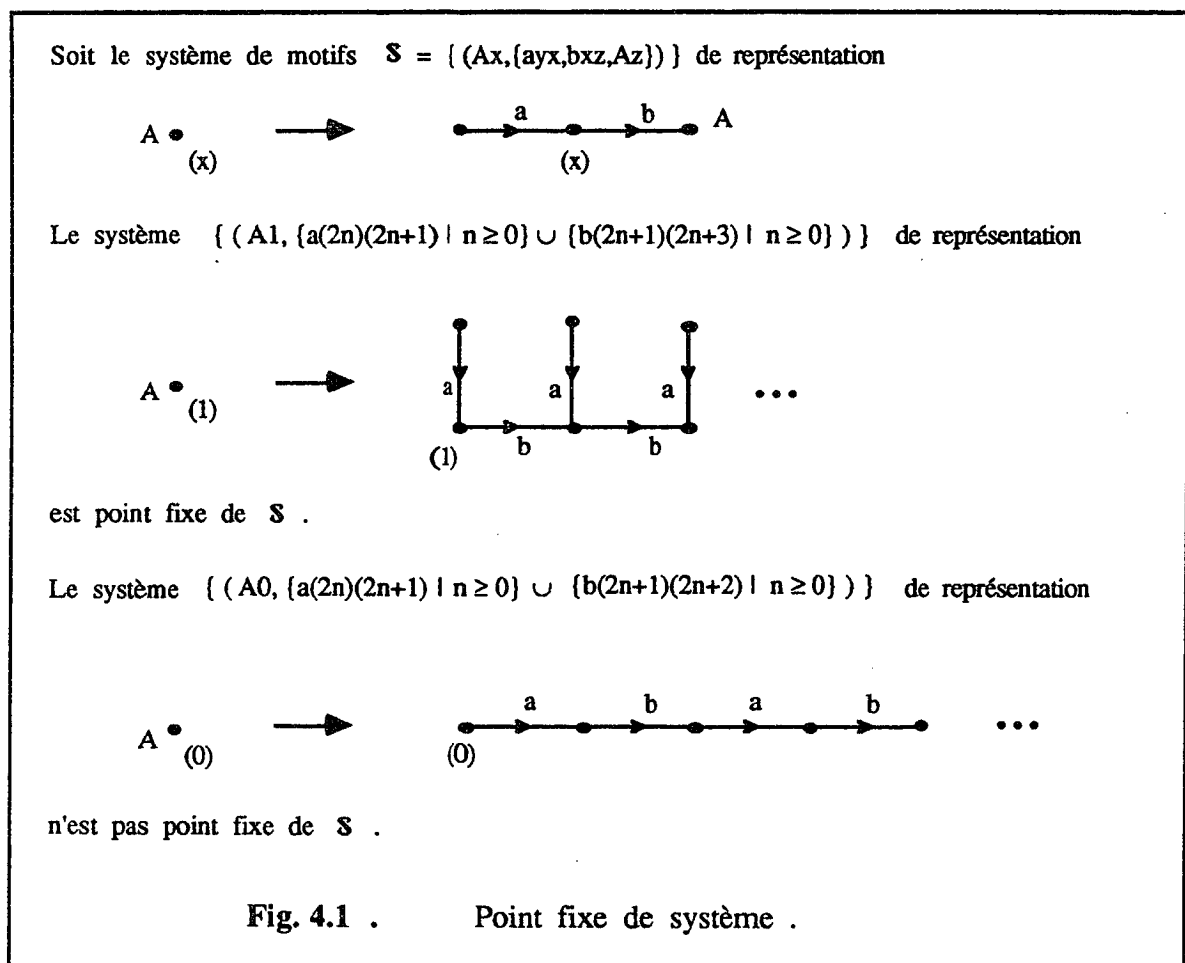 Soit le système de motifs S = { (Ax,{ayx,bxz,Az}) } de représentation
A (x) a b A (x)
Le système { ( A1, {a(2n)(2n+1) | n ≥ 0} ∪ {b(2n+1)(2n+3) | n ≥ 0} ) } de représentation
A (1) a a a ...
(1) b b
est point fixe de S .
Le système { ( A0, {a(2n)(2n+1) | n ≥ 0} ∪ {b(2n+1)(2n+2) | n ≥ 0} ) } de représentation
a b a b
A (0) (0) ...
n'est pas point fixe de S .
Fig. 4.1 . Point fixe de système .